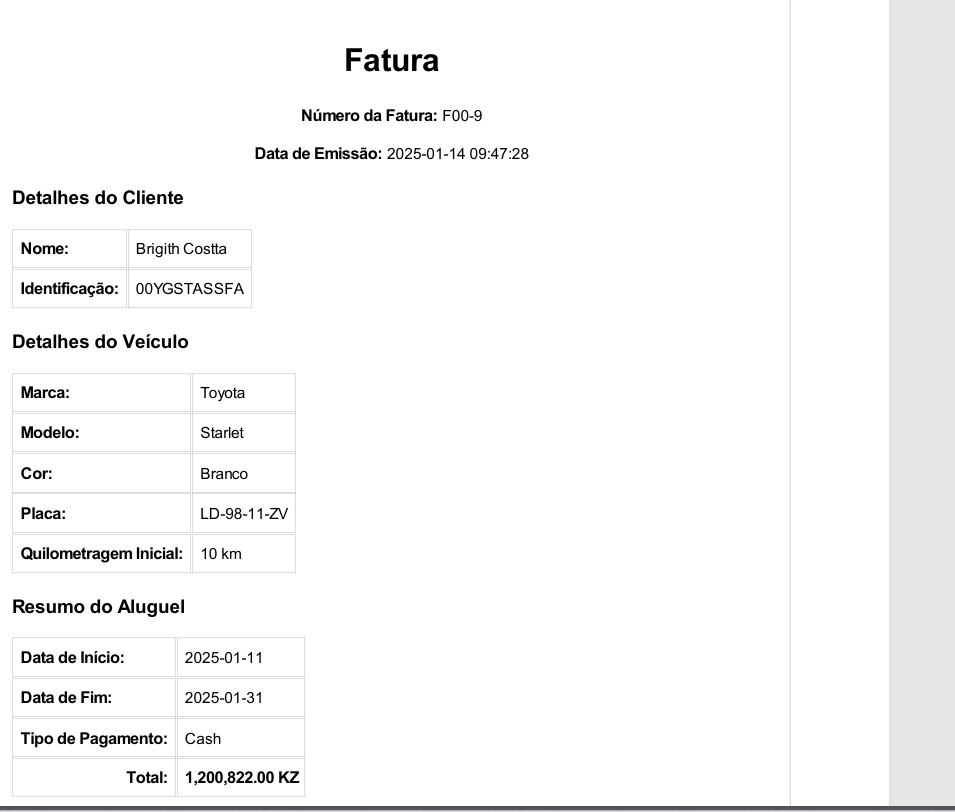 Fatura
Número da Fatura: F00-9
Data de Emissão: 2025-01-14 09:47:28
Detalhes do Cliente
Nome: Brigith Costta
Identificação: 00YGSTASSFA
Detalhes do Veículo
Marca: Toyota
Modelo: Starlet
Cor: Branco
Placa: LD-98-11-ZV
Quilometragem Inicial: 10 km
Resumo do Aluguel
Data de Início: 2025-01-11
Data de Fim: 2025-01-31
Tipo de Pagamento: Cash
Total: 1,200,822.00 KZ